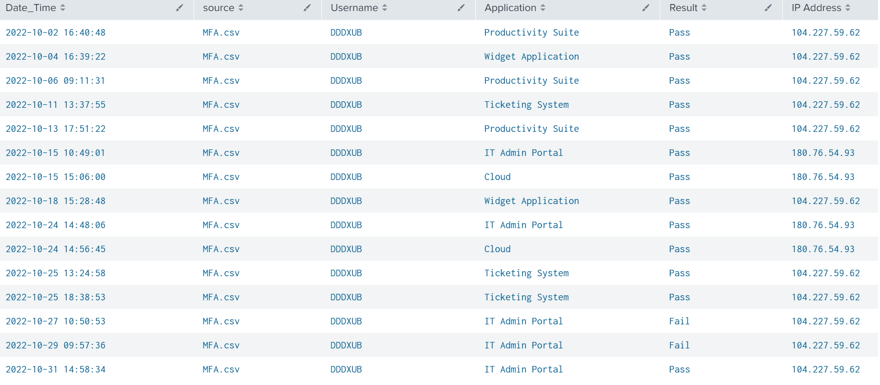 Date_Time source Username Application Result IP Address
2022-10-02 16:40:48 MFA.csv DDDXUB Productivity Suite Pass 104.227.59.62
2022-10-04 16:39:22 MFA.csv DDDXUB Widget Application Pass 104.227.59.62
2022-10-06 09:11:31 MFA.csv DDDXUB Productivity Suite Pass 104.227.59.62
2022-10-11 13:37:55 MFA.csv DDDXUB Ticketing System Pass 104.227.59.62
2022-10-13 17:51:22 MFA.csv DDDXUB Productivity Suite Pass 104.227.59.62
2022-10-15 10:49:01 MFA.csv DDDXUB IT Admin Portal Pass 180.76.54.93
2022-10-15 15:06:00 MFA.csv DDDXUB Cloud Pass 180.76.54.93
2022-10-18 15:28:48 MFA.csv DDDXUB Widget Application Pass 104.227.59.62
2022-10-24 14:48:06 MFA.csv DDDXUB IT Admin Portal Pass 180.76.54.93
2022-10-24 14:56:45 MFA.csv DDDXUB Cloud Pass 180.76.54.93
2022-10-25 13:24:58 MFA.csv DDDXUB Ticketing System Pass 104.227.59.62
2022-10-25 18:38:53 MFA.csv DDDXUB Ticketing System Pass 104.227.59.62
2022-10-27 10:50:53 MFA.csv DDDXUB IT Admin Portal Fail 104.227.59.62
2022-10-29 09:57:36 MFA.csv DDDXUB IT Admin Portal Fail 104.227.59.62
2022-10-31 14:58:34 MFA.csv DDDXUB IT Admin Portal Pass 104.227.59.62